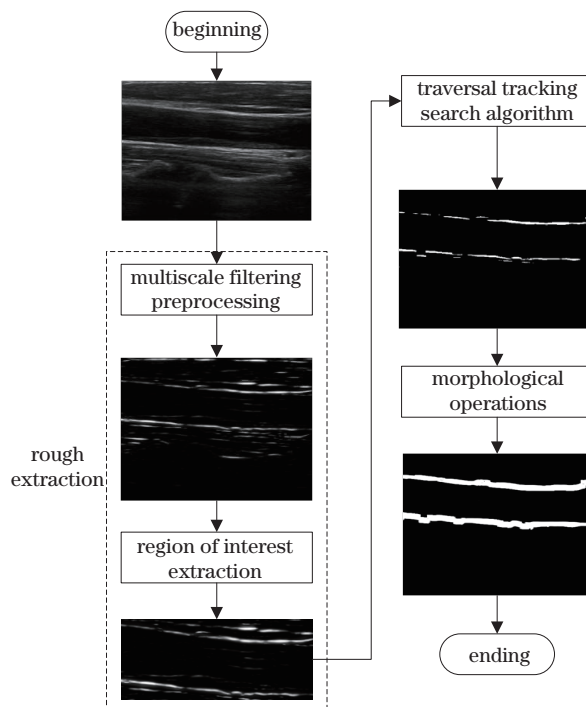 beginning
multiscale filtering
preprocessing
rough
extraction
region of interest
extraction
traversal tracking
search algorithm
morphological
operations
ending